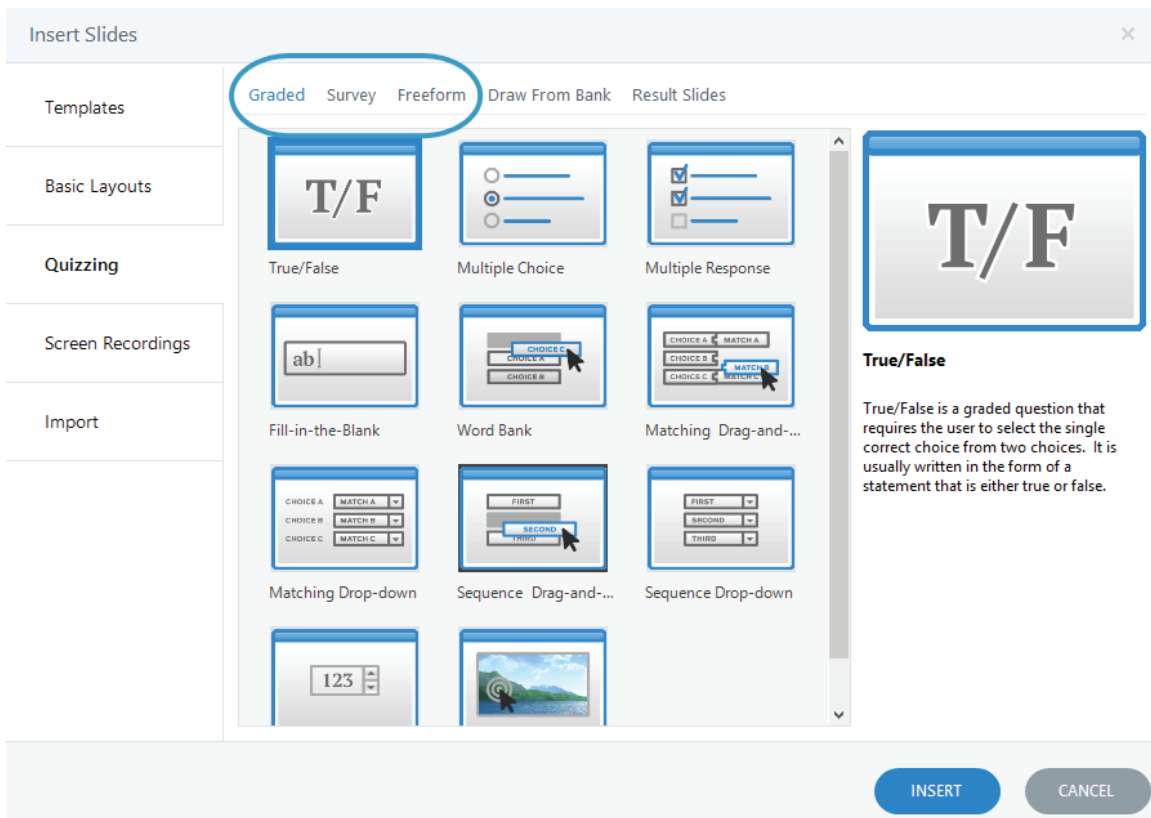 Insert Slides
Templates
Basic Layouts
Quizzing
Screen Recordings
Import
Graded Survey Freeform Draw From Bank Result Slides
T/F
True/False
Multiple Choice
Multiple Response
ab
Fill-in-the-Blank
CHOICE C
CHOICE A
CHOICE B
Word Bank
CHOICE A MATCH A
CHOICE B
MATCH B
CHOICE C MATCH C
Matching Drag-and-...
CHOICE A MATCH A
CHOICE B MATCH B
CHOICE C MATCH C
Matching Drop-down
FIRST
SECOND
THIRD
Sequence Drag-and-...
FIRST
SECOND
THIRD
Sequence Drop-down
123
T/F
True/False
True/False is a graded question that
requires the user to select the single
correct choice from two choices. It is
usually written in the form of a
statement that is either true or false.
INSERT
CANCEL